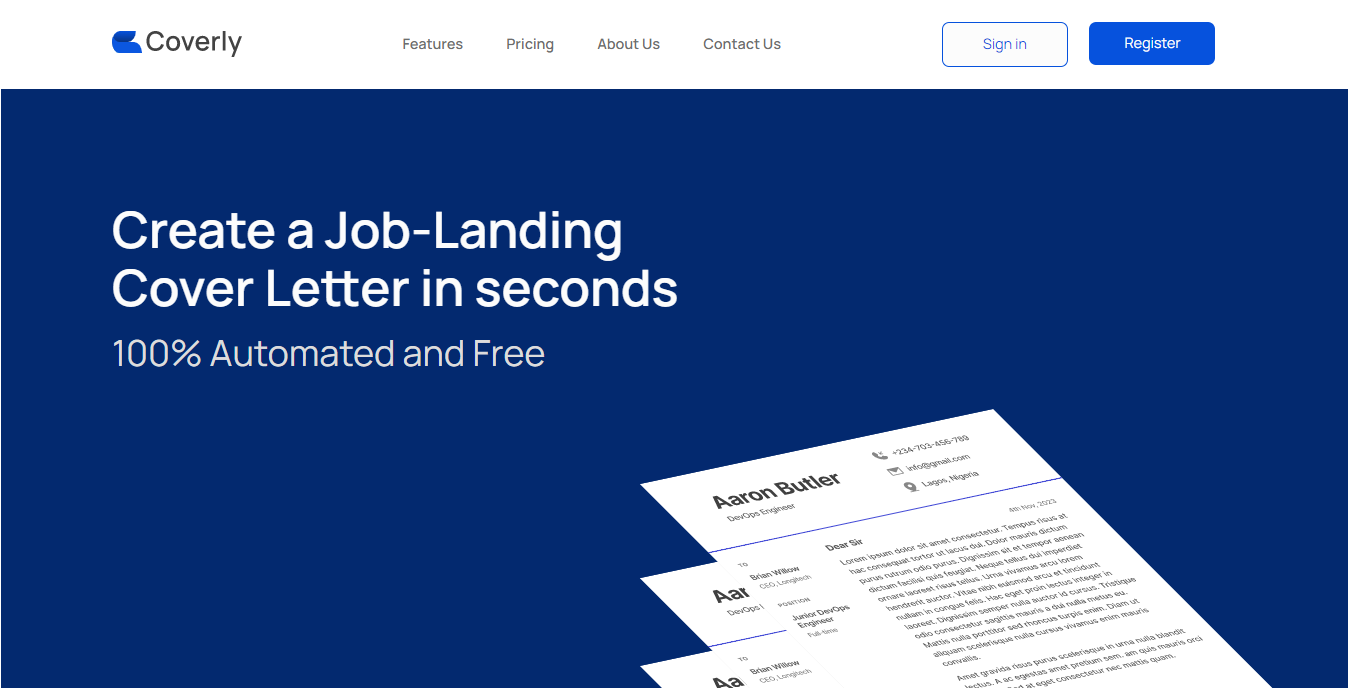 Coverly
Features
Pricing
About Us
Contact Us
Sign in
Register
Create a Job-Landing
Cover Letter in seconds
100% Automated and Free
+234-703-456-789
info@gmail.com
Lagos, Nigeria
Aaron Butler
DevOps Engineer
4th Nov, 2023
Dear Sir
Lorem ipsum dolor sit amet consectetur. Tempus risus at
hac consequat tortor ut lacus dui. Dolor mauris dictum
purus rutrum odio purus. Dignissim sit et tempor aenean
dictum facilisi quis feugiat. Neque tellus dui imperdiet
ornare laoreet risus tellus. Urna vivamus arcu lorem
hendrerit auctor. Vitae nibh euismod arcu et tincidunt
nullam in congue felis. Hac eget proin lectus integer in
laoreet. Dignissim semper nulla auctor id cursus. Tristique
odio consectetur sagittis mauris a dui nulla metus eu.
Mattis nulla porttitor sed rhoncus turpis enim. Diam ut
aliquam scelerisque nulla cursus vivamus enim mauris
convallis.
Amet gravida risus purus scelerisque in urna nulla blandit
lectus. A ac egestas amet pretium sem. am quis mauris orci
at eget consectetur nec mattis quam.
TO
Brian Willow
CEO, Longitech
POSITION
Junior DevOps
Engineer
Full-time
Aar
DevOps I
TO
Brian Willow
CEO, Longitech
Aa